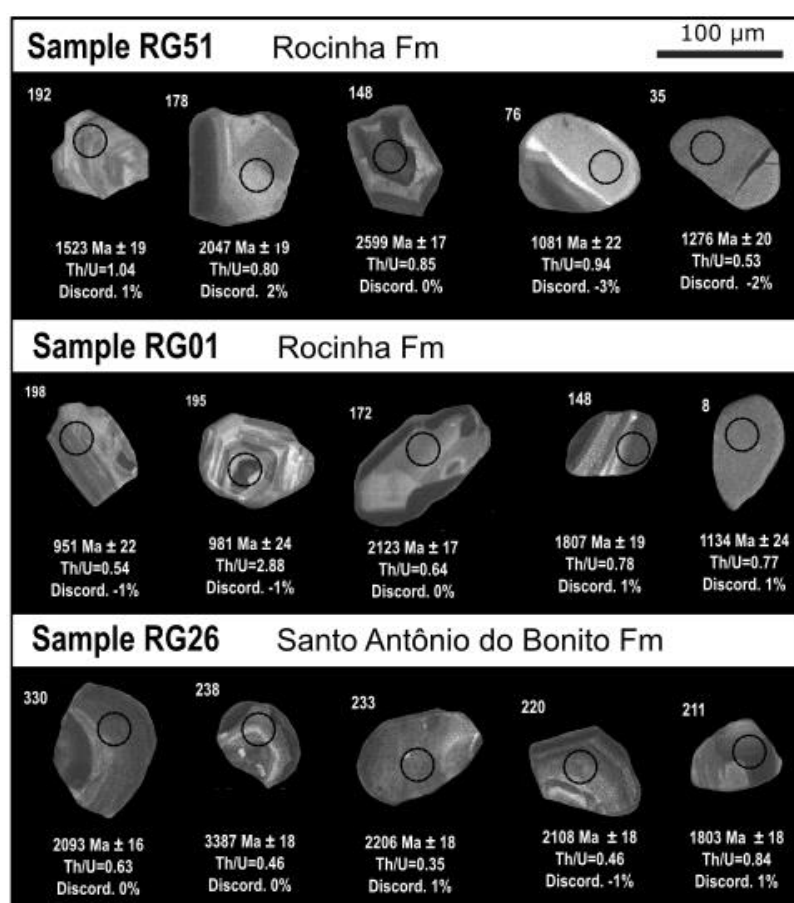 Sample RG51 Rocinha Fm 100 µm
192 178 148 76 35
1523 Ma ± 19 2047 Ma ± 19 2599 Ma ± 17 1081 Ma ± 22 1276 Ma ± 20
Th/U=1.04 Th/U=0.80 Th/U=0.85 Th/U=0.94 Th/U=0.53
Discord. 1% Discord. 2% Discord. 0% Discord. -3% Discord. -2%
Sample RG01 Rocinha Fm
198 195 172 148 8
951 Ma ± 22 981 Ma ± 24 2123 Ma ± 17 1807 Ma ± 19 1134 Ma ± 24
Th/U=0.54 Th/U=2.88 Th/U=0.64 Th/U=0.78 Th/U=0.77
Discord. -1% Discord. -1% Discord. 0% Discord. 1% Discord. 1%
Sample RG26 Santo Antônio do Bonito Fm
330 238 233 220 211
2093 Ma ± 16 3387 Ma ± 18 2206 Ma ± 18 2108 Ma ± 18 1803 Ma ± 18
Th/U=0.63 Th/U=0.46 Th/U=0.35 Th/U=0.46 Th/U=0.84
Discord. 0% Discord. 0% Discord. 1% Discord. -1% Discord. 1%